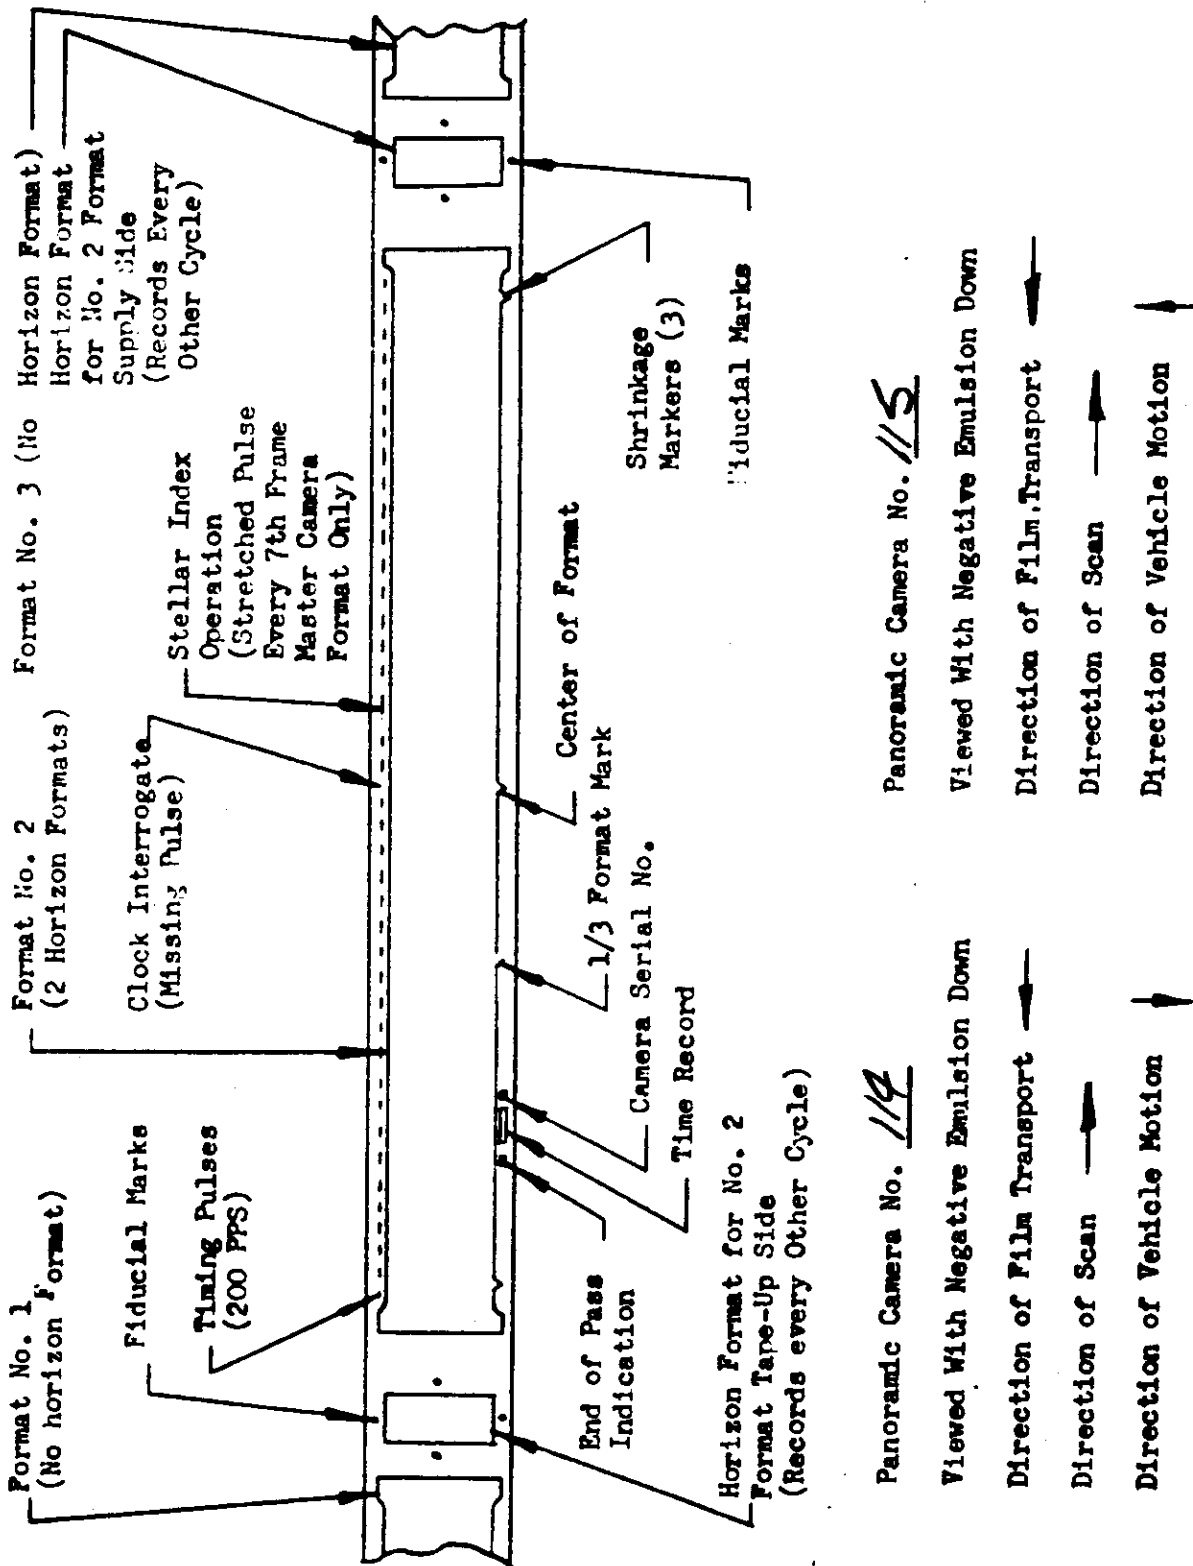 Format No. 1
(No horizon Format)
Fiducial Marks
Timing Pulses
(200 PPS)
Format No. 2
(2 Horizon Formats)
Clock Interrogate
(Missing Pulse)
Format No. 3 (No Horizon Format)
Stellar Index
Operation
(Stretched Pulse
Every 7th Frame
Master Camera
Format Only)
Horizon Format
for No. 2 Format
Supply Side
(Records Every
Other Cycle)
End of Pass
Indication
Horizon Format for No. 2
Format Tape-Up Side
(Records every Other Cycle)
Time Record
Camera Serial No.
1/3 Format Mark
Center of Format
Shrinkage
Markers (3)
Fiducial Marks
Panoramic Camera No. 114
Viewed With Negative Emulsion Down
Direction of Film Transport
Direction of Scan
Direction of Vehicle Motion
Panoramic Camera No. 115
Viewed With Negative Emulsion Down
Direction of Film.Transport
Direction of Scan
Direction of Vehicle Motion